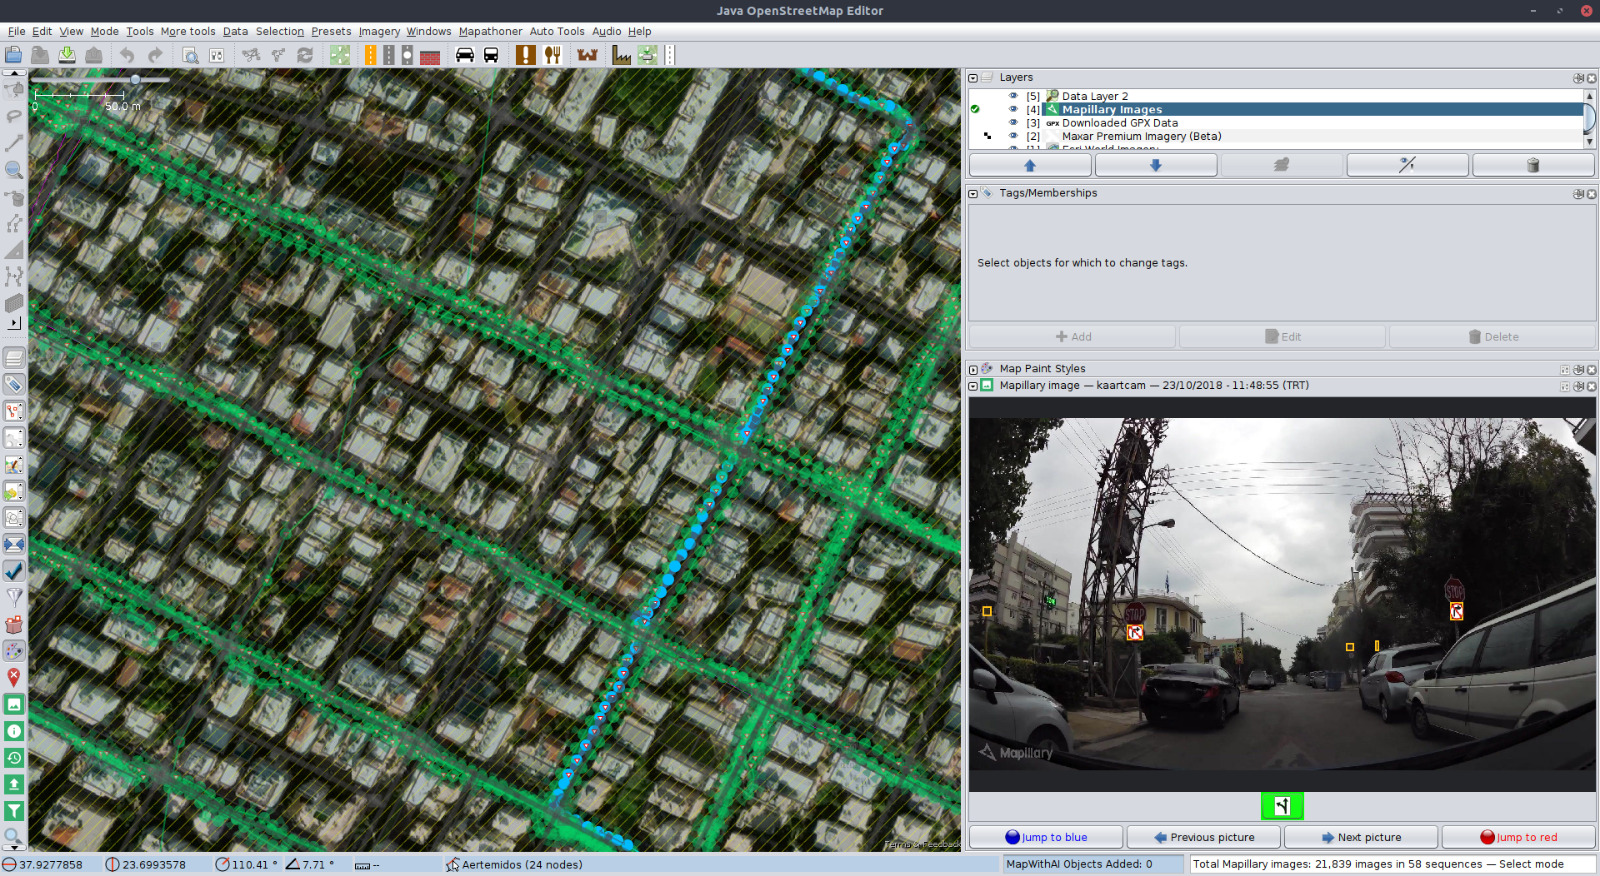 Java OpenStreetMap Editor
File Edit View Mode Tools More tools Data Selection Presets Imagery Windows Mapathoner Auto Tools Audio Help
0 50.0 m
Layers
[5] Data Layer 2
[4] Mapillary Images
[3] GPX Downloaded GPX Data
[2] Maxar Premium Imagery (Beta)
[1] Esri World Imagery
Tags/Memberships
Select objects for which to change tags.
Add Edit Delete
Map Paint Styles
Mapillary image — kaartcam — 23/10/2018 - 11:48:55 (TRT)
STOP
STOP
Mapillary
Jump to blue Previous picture Next picture Jump to red
Terms & Feedback
37.9277858 23.6993578 110.41 ° 7.71 ° -- Aertemidos (24 nodes) MapWithAI Objects Added: 0 Total Mapillary images: 21,839 images in 58 sequences — Select mode